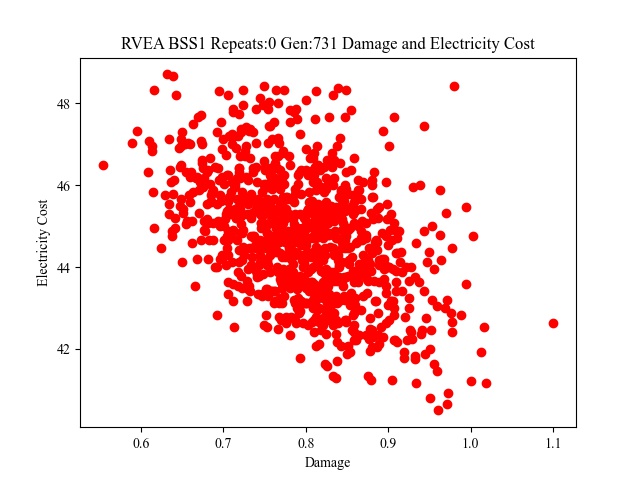 RVEA BSS1 Repeats:0 Gen:731 Damage and Electricity Cost
48
46
44
42
Electricity Cost
0.6 0.7 0.8 0.9 1.0 1.1
Damage